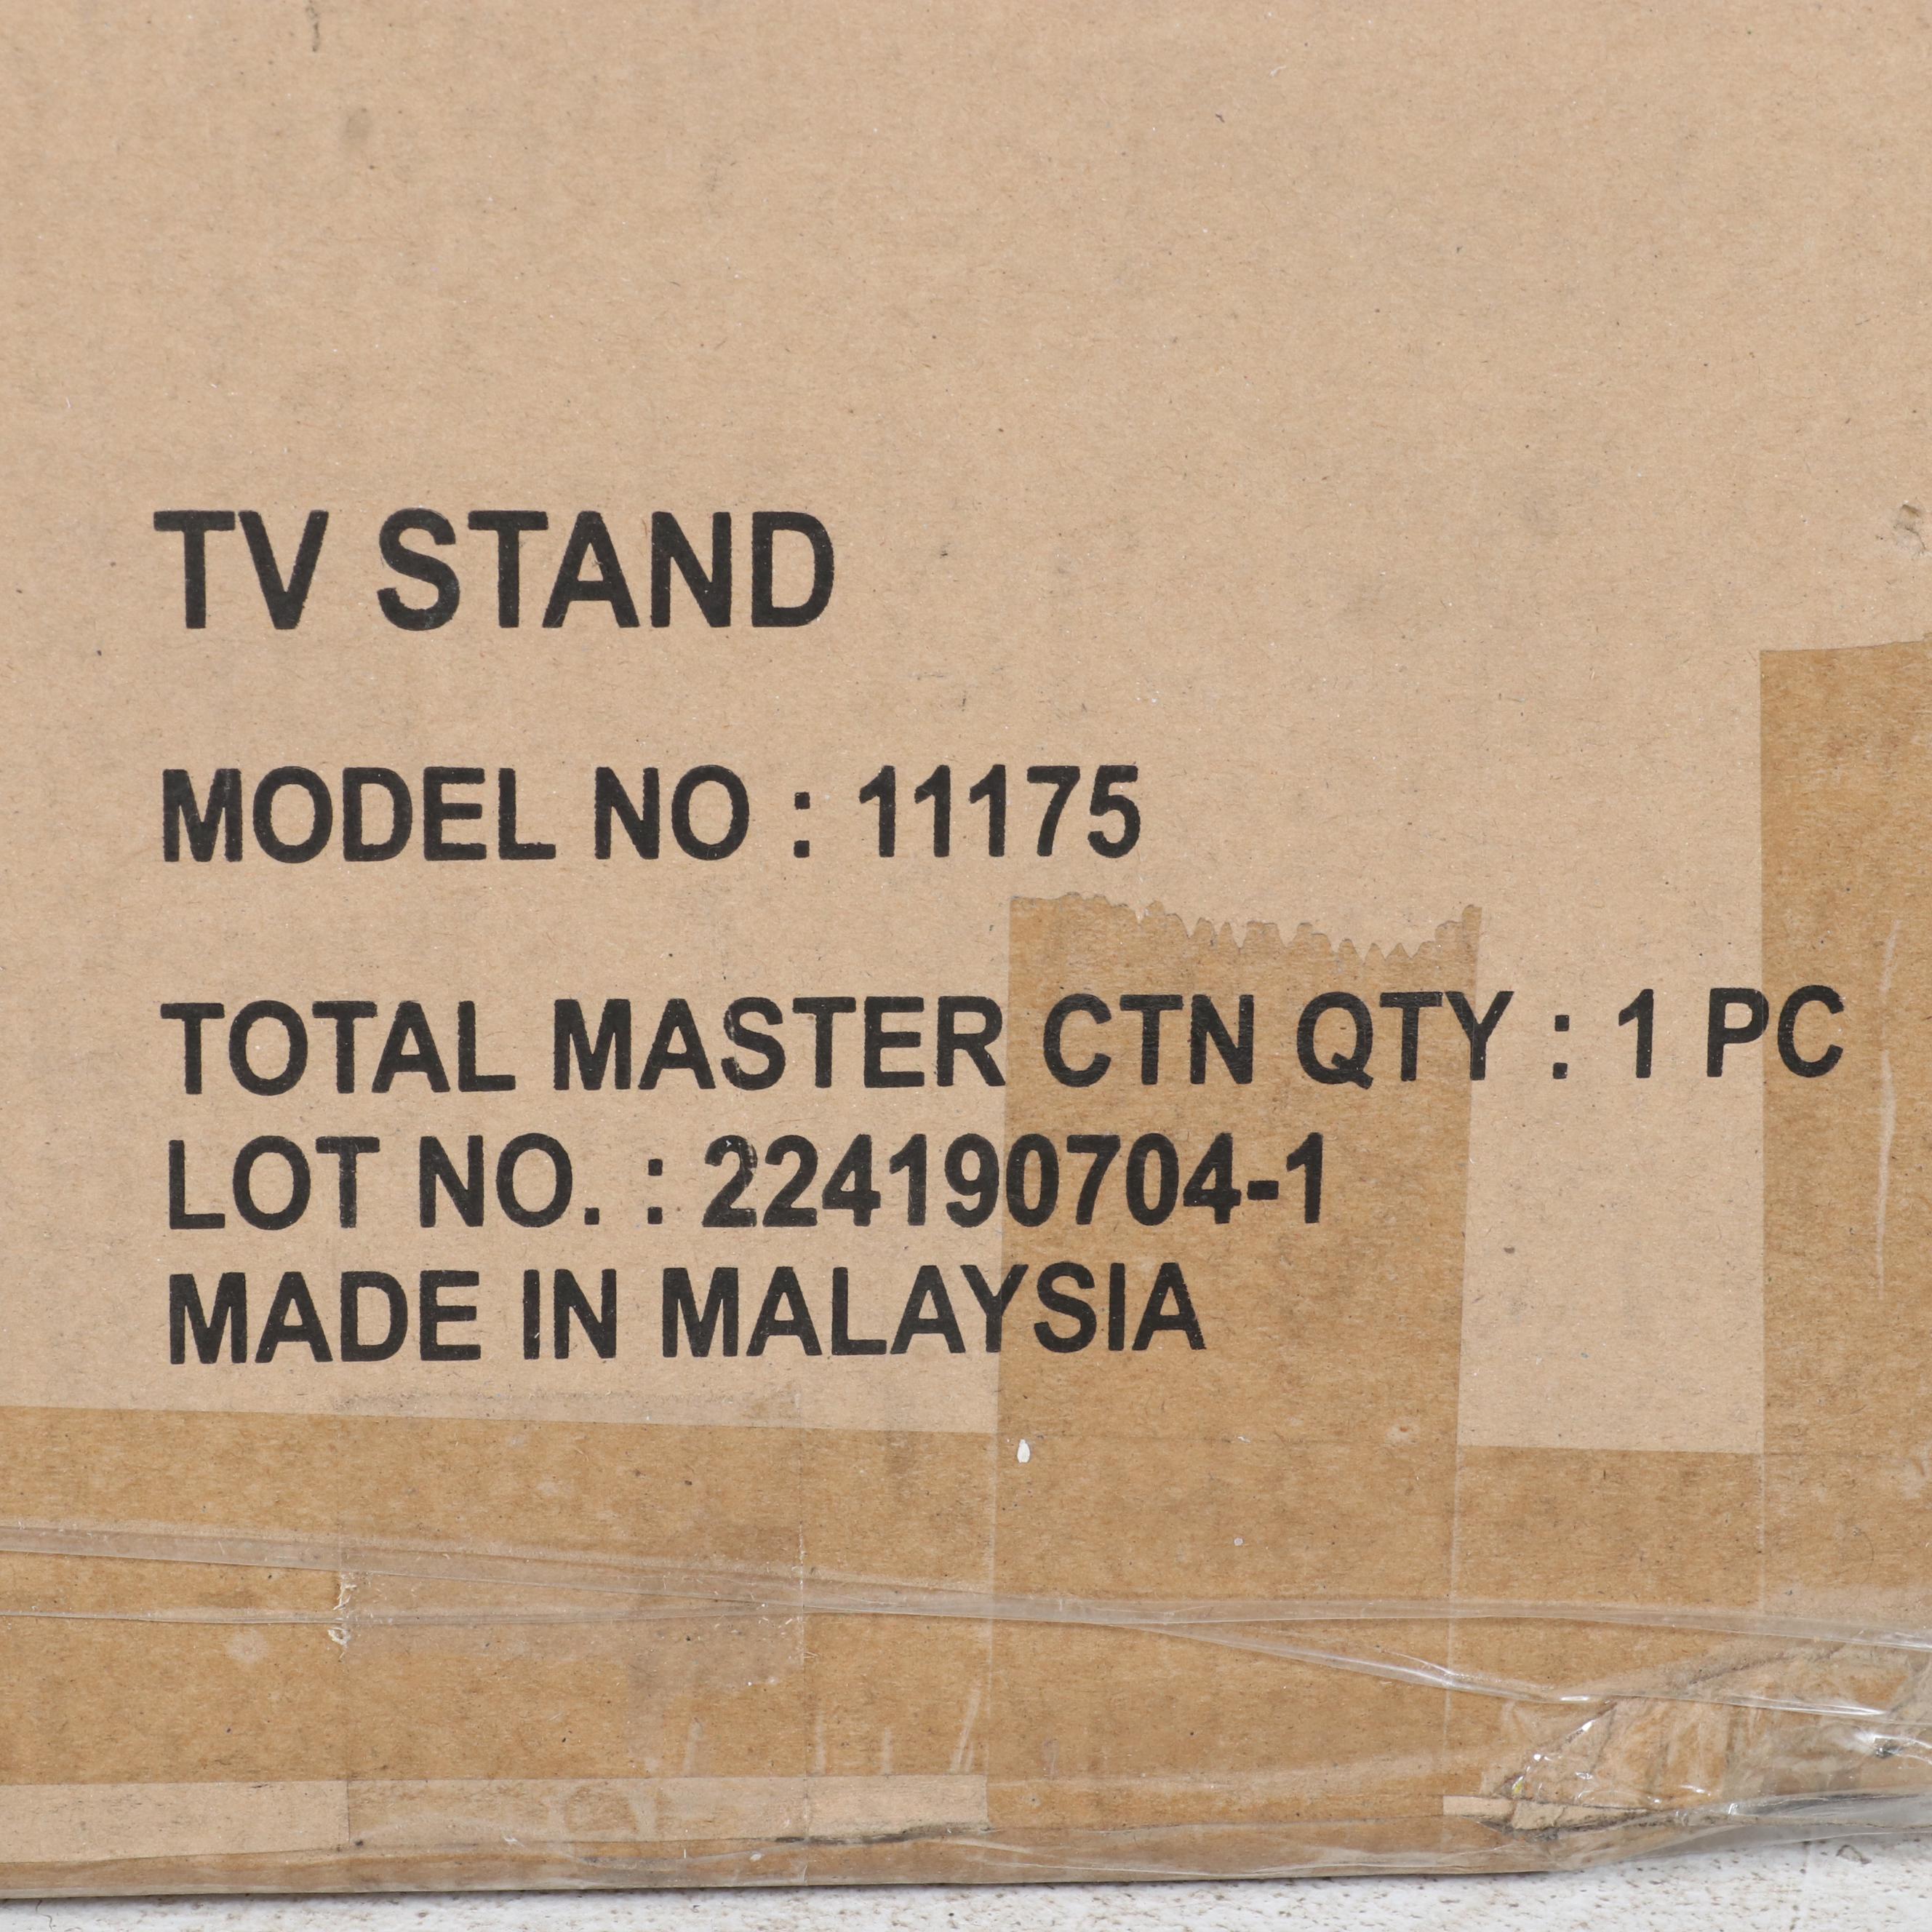 TV STAND
MODEL NO : 11175
TOTAL MASTER CTN QTY : 1 PC
LOT NO. : 224190704-1
MADE IN MALAYSIA